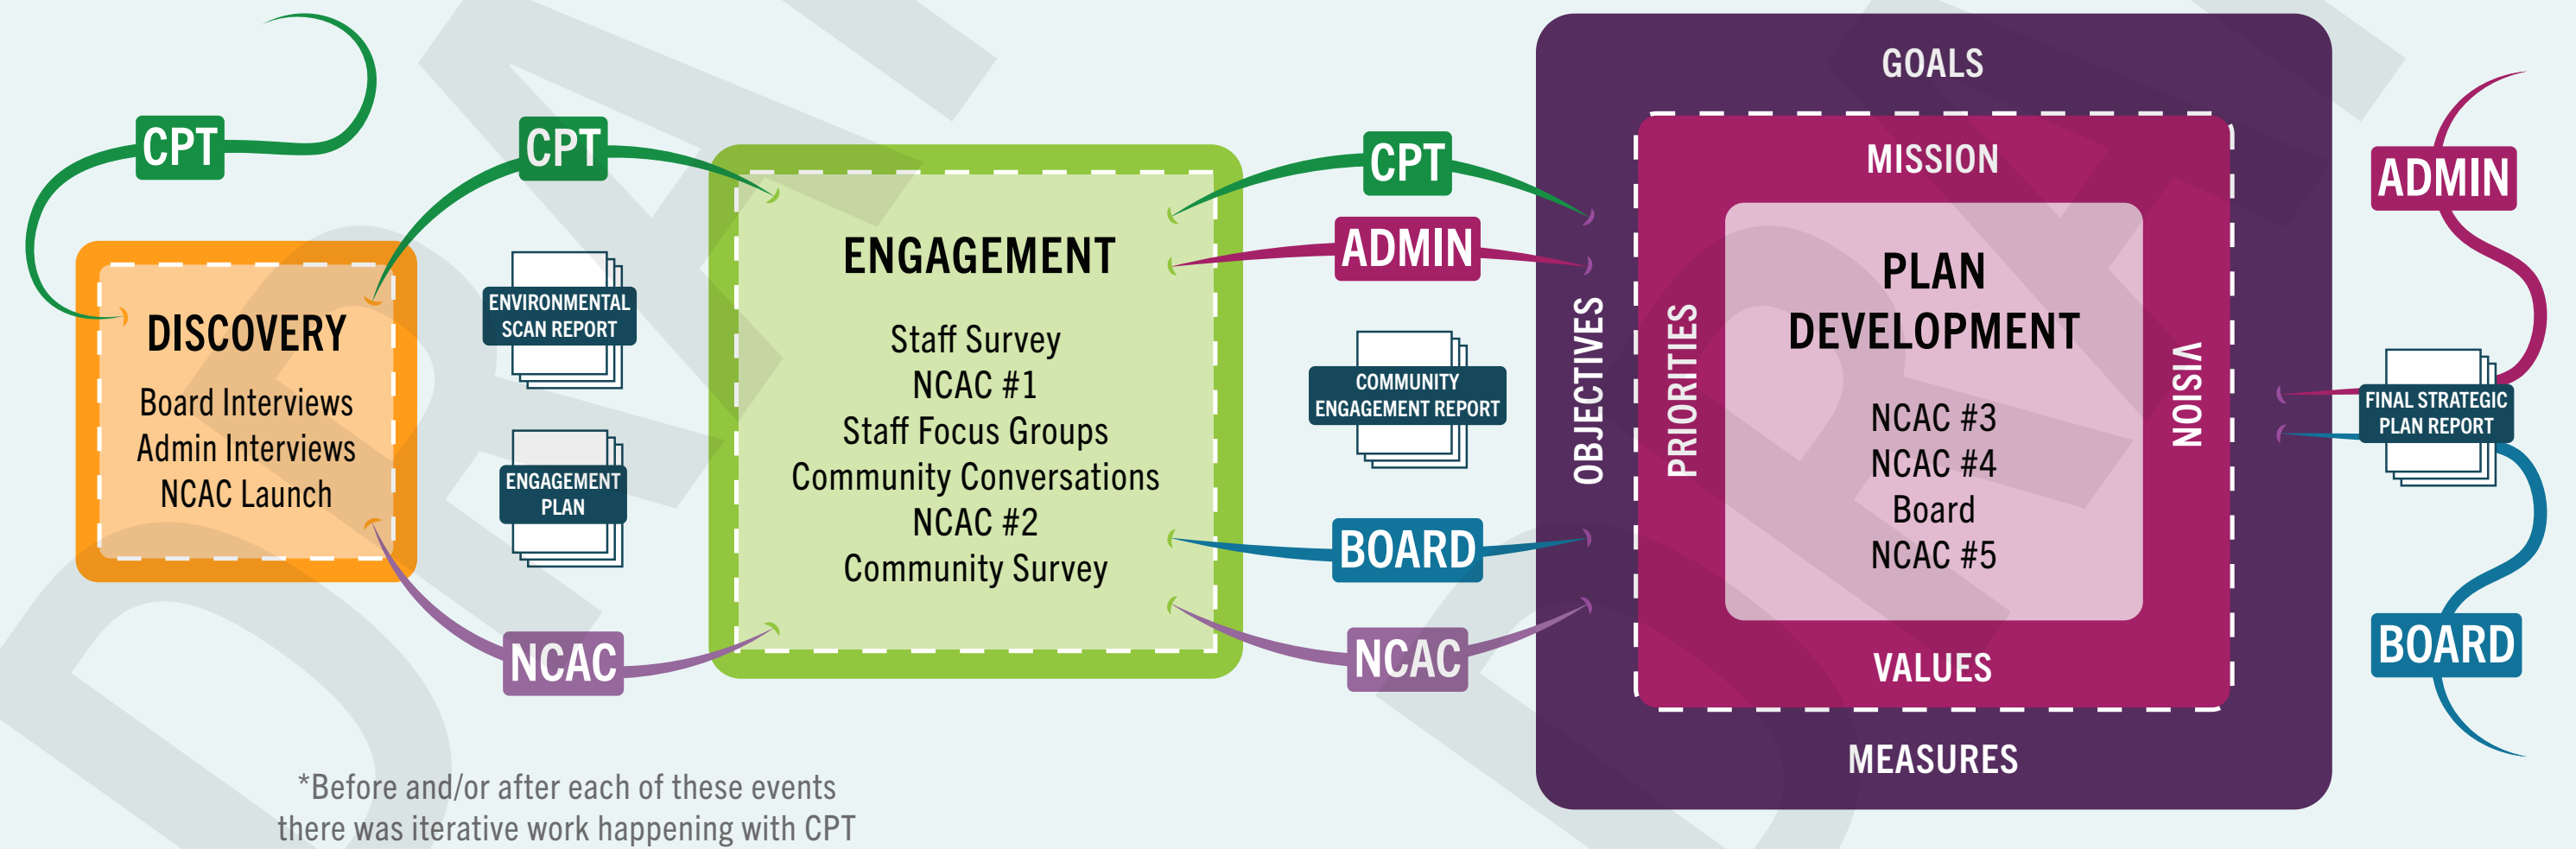 CPT
DISCOVERY
Board Interviews
Admin Interviews
NCAC Launch
CPT
ENVIRONMENTAL
SCAN REPORT
ENGAGEMENT
PLAN
NCAC
ENGAGEMENT
Staff Survey
NCAC #1
Staff Focus Groups
Community Conversations
NCAC #2
Community Survey
CPT
ADMIN
COMMUNITY
ENGAGEMENT REPORT
BOARD
NCAC
GOALS
OBJECTIVES
MISSION
PRIORITIES
PLAN
DEVELOPMENT
NCAC #3
NCAC #4
Board
NCAC #5
VISION
VALUES
MEASURES
ADMIN
FINAL STRATEGIC
PLAN REPORT
BOARD
*Before and/or after each of these events
there was iterative work happening with CPT
DRAFT
DRAFT